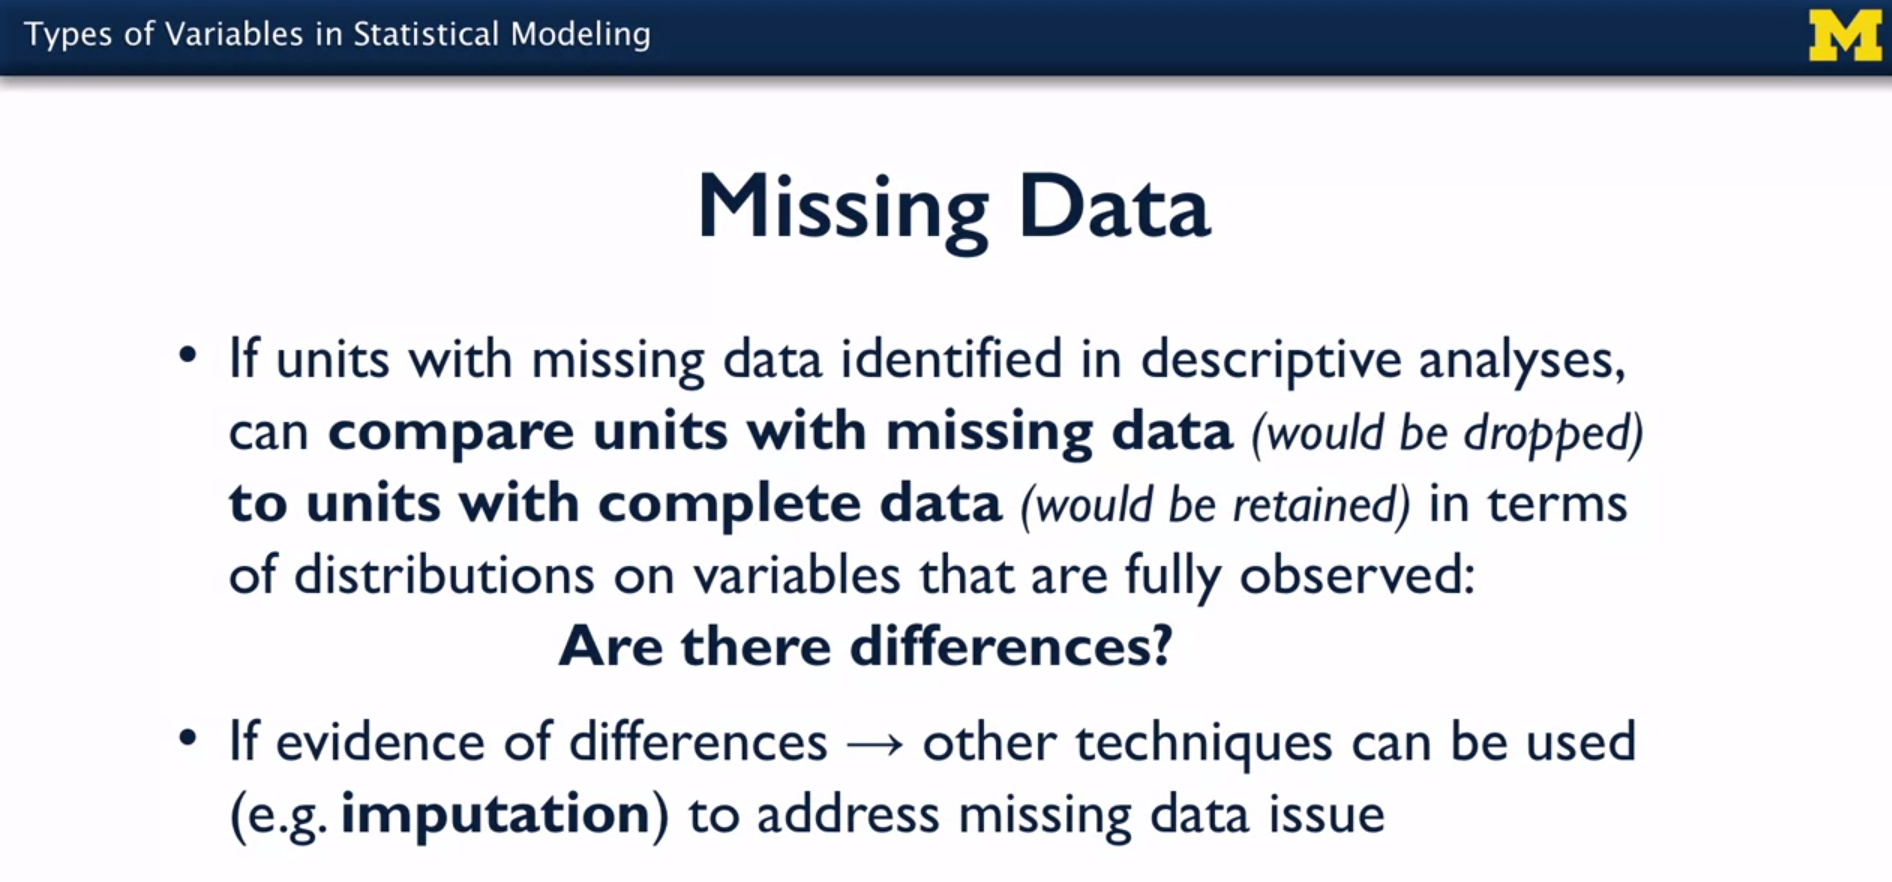 Types of Variables in Statistical Modeling
M
Missing Data
• If units with missing data identified in descriptive analyses,
can compare units with missing data (would be dropped)
to units with complete data (would be retained) in terms
of distributions on variables that are fully observed:
Are there differences?
• If evidence of differences → other techniques can be used
(e.g. imputation) to address missing data issue